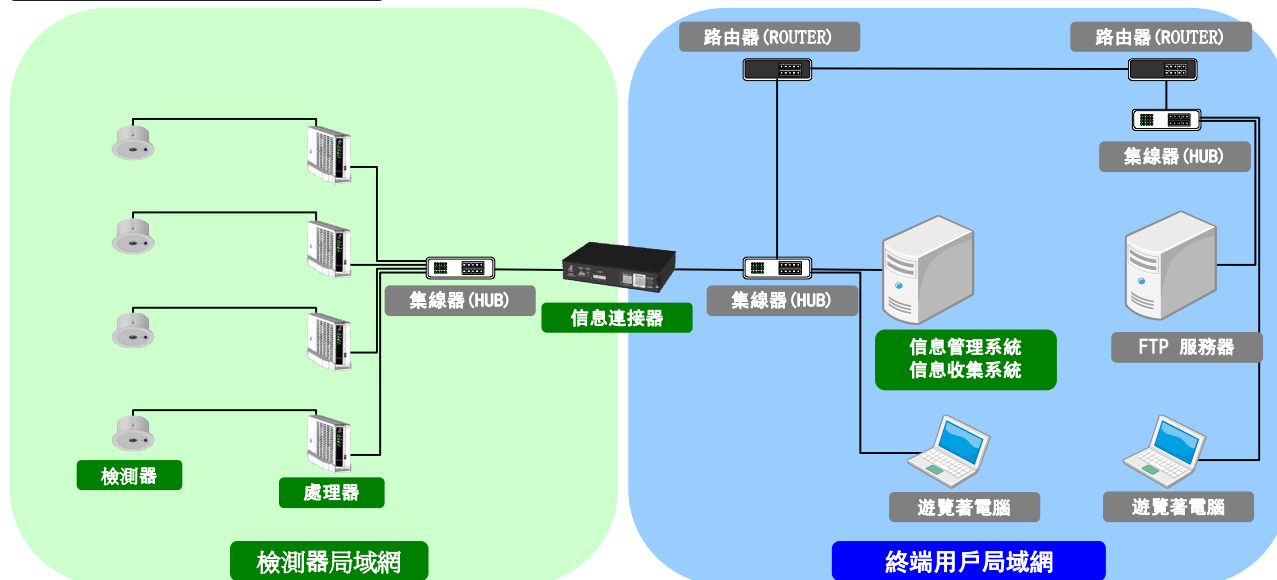 路由器(ROUTER)
路由器(ROUTER)
集線器(HUB)
集線器(HUB)
信息連接器
集線器(HUB)
信息管理系統
信息收集系統
FTP 服務器
檢測器
處理器
遊覽著電腦
遊覽著電腦
檢測器局域網
終端用戶局域網